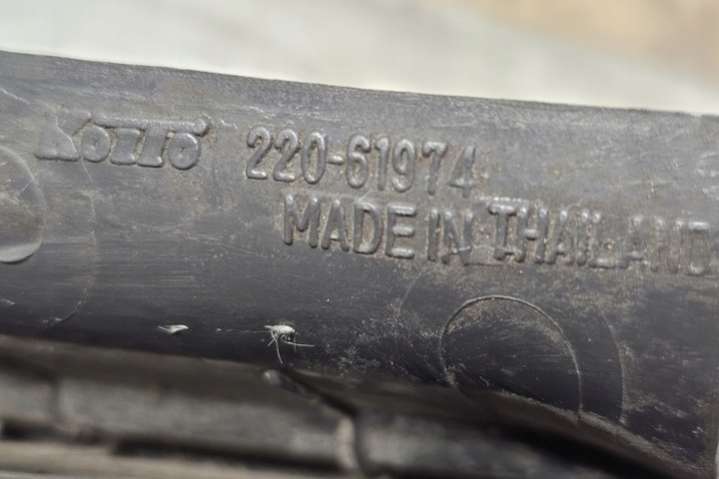 Koito 220-61974
MADE IN THAILAND